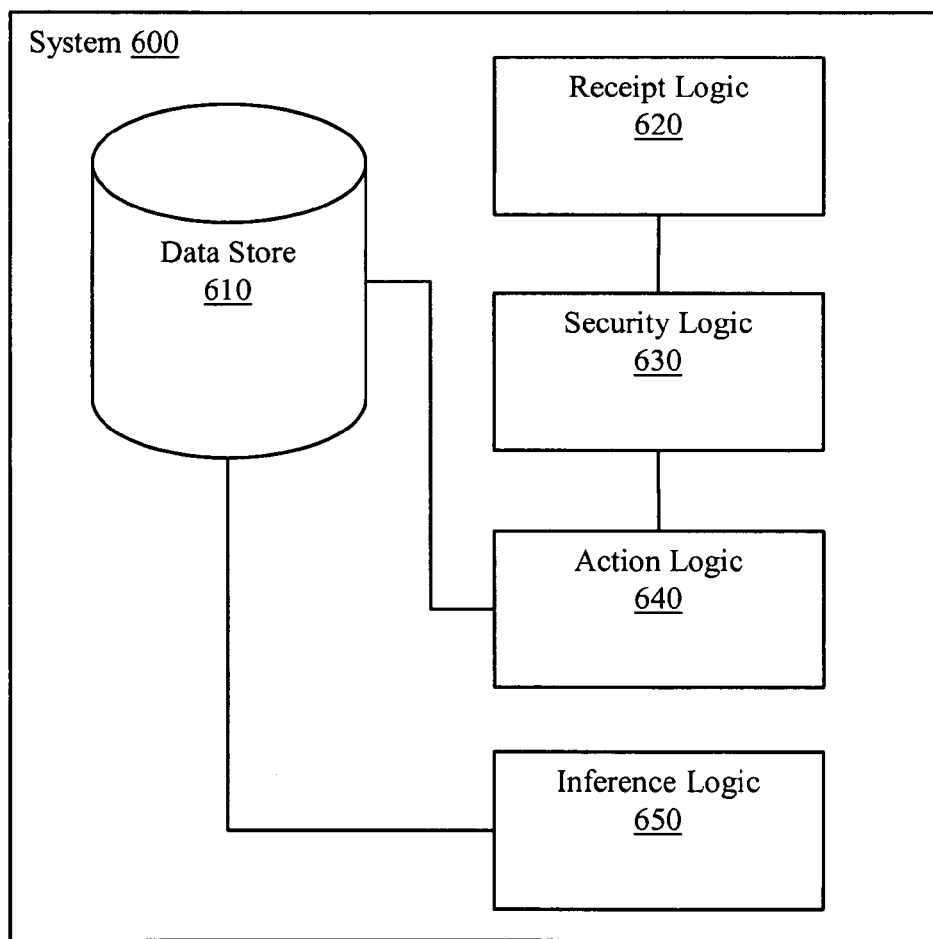 System 600
Receipt Logic
620
Data Store
610
Security Logic
630
Action Logic
640
Inference Logic
650